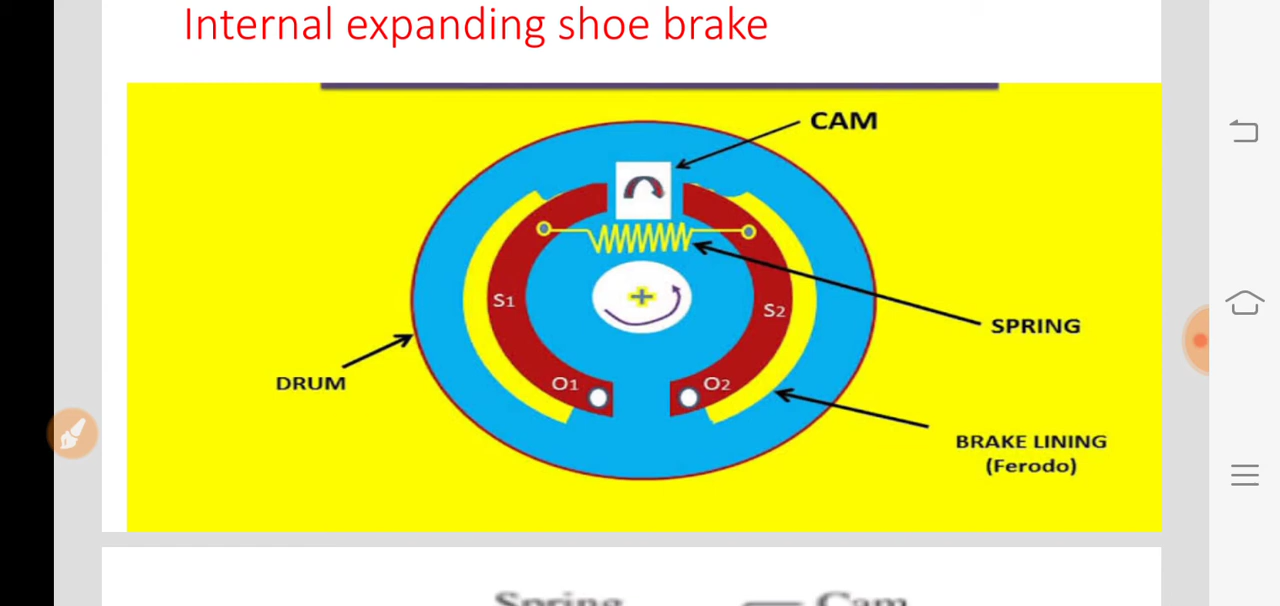 Internal expanding shoe brake
CAM
S1
S2
SPRING
DRUM
O1
O2
BRAKE LINING
(Ferodo)
Spring
Cam